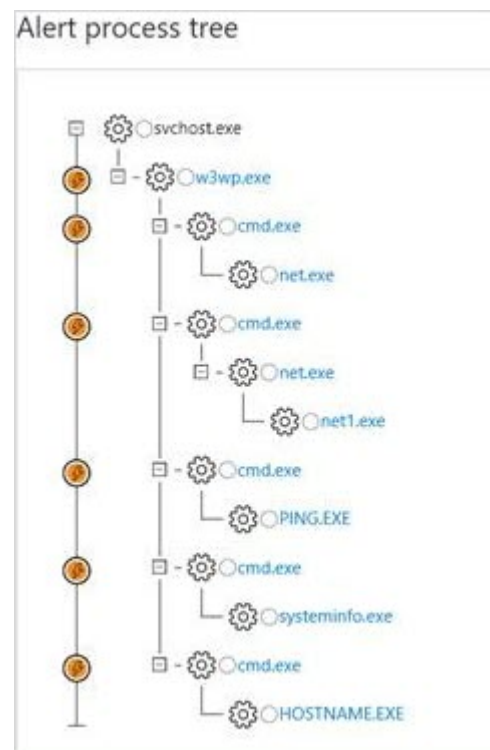 Alert process tree
svchost.exe
w3wp.exe
cmd.exe
net.exe
cmd.exe
net.exe
net1.exe
cmd.exe
PING.EXE
cmd.exe
systeminfo.exe
cmd.exe
HOSTNAME.EXE